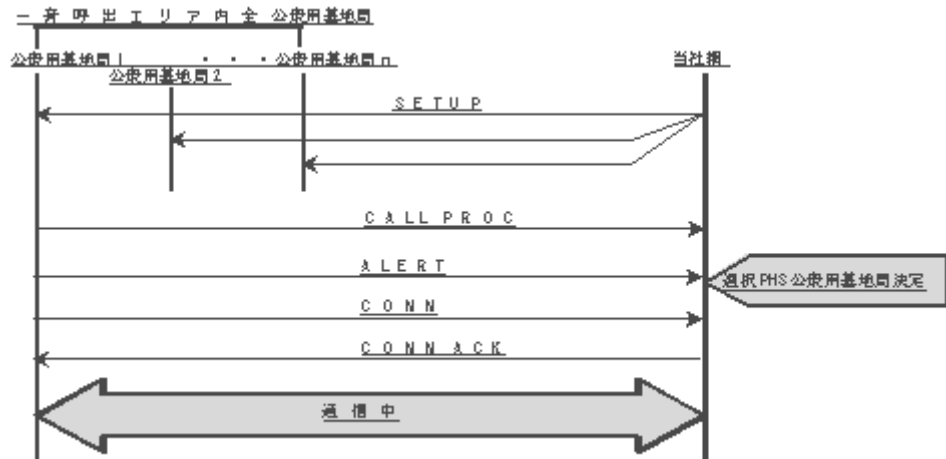 一斉呼出エリア内全公衆用基地局
公衆用基地局1 ・・・公衆用基地局n 当社網
公衆用基地局2
SETUP
CALL PROC
ALERT
選択PHS公衆用基地局決定
CONN
CONN ACK
通信中